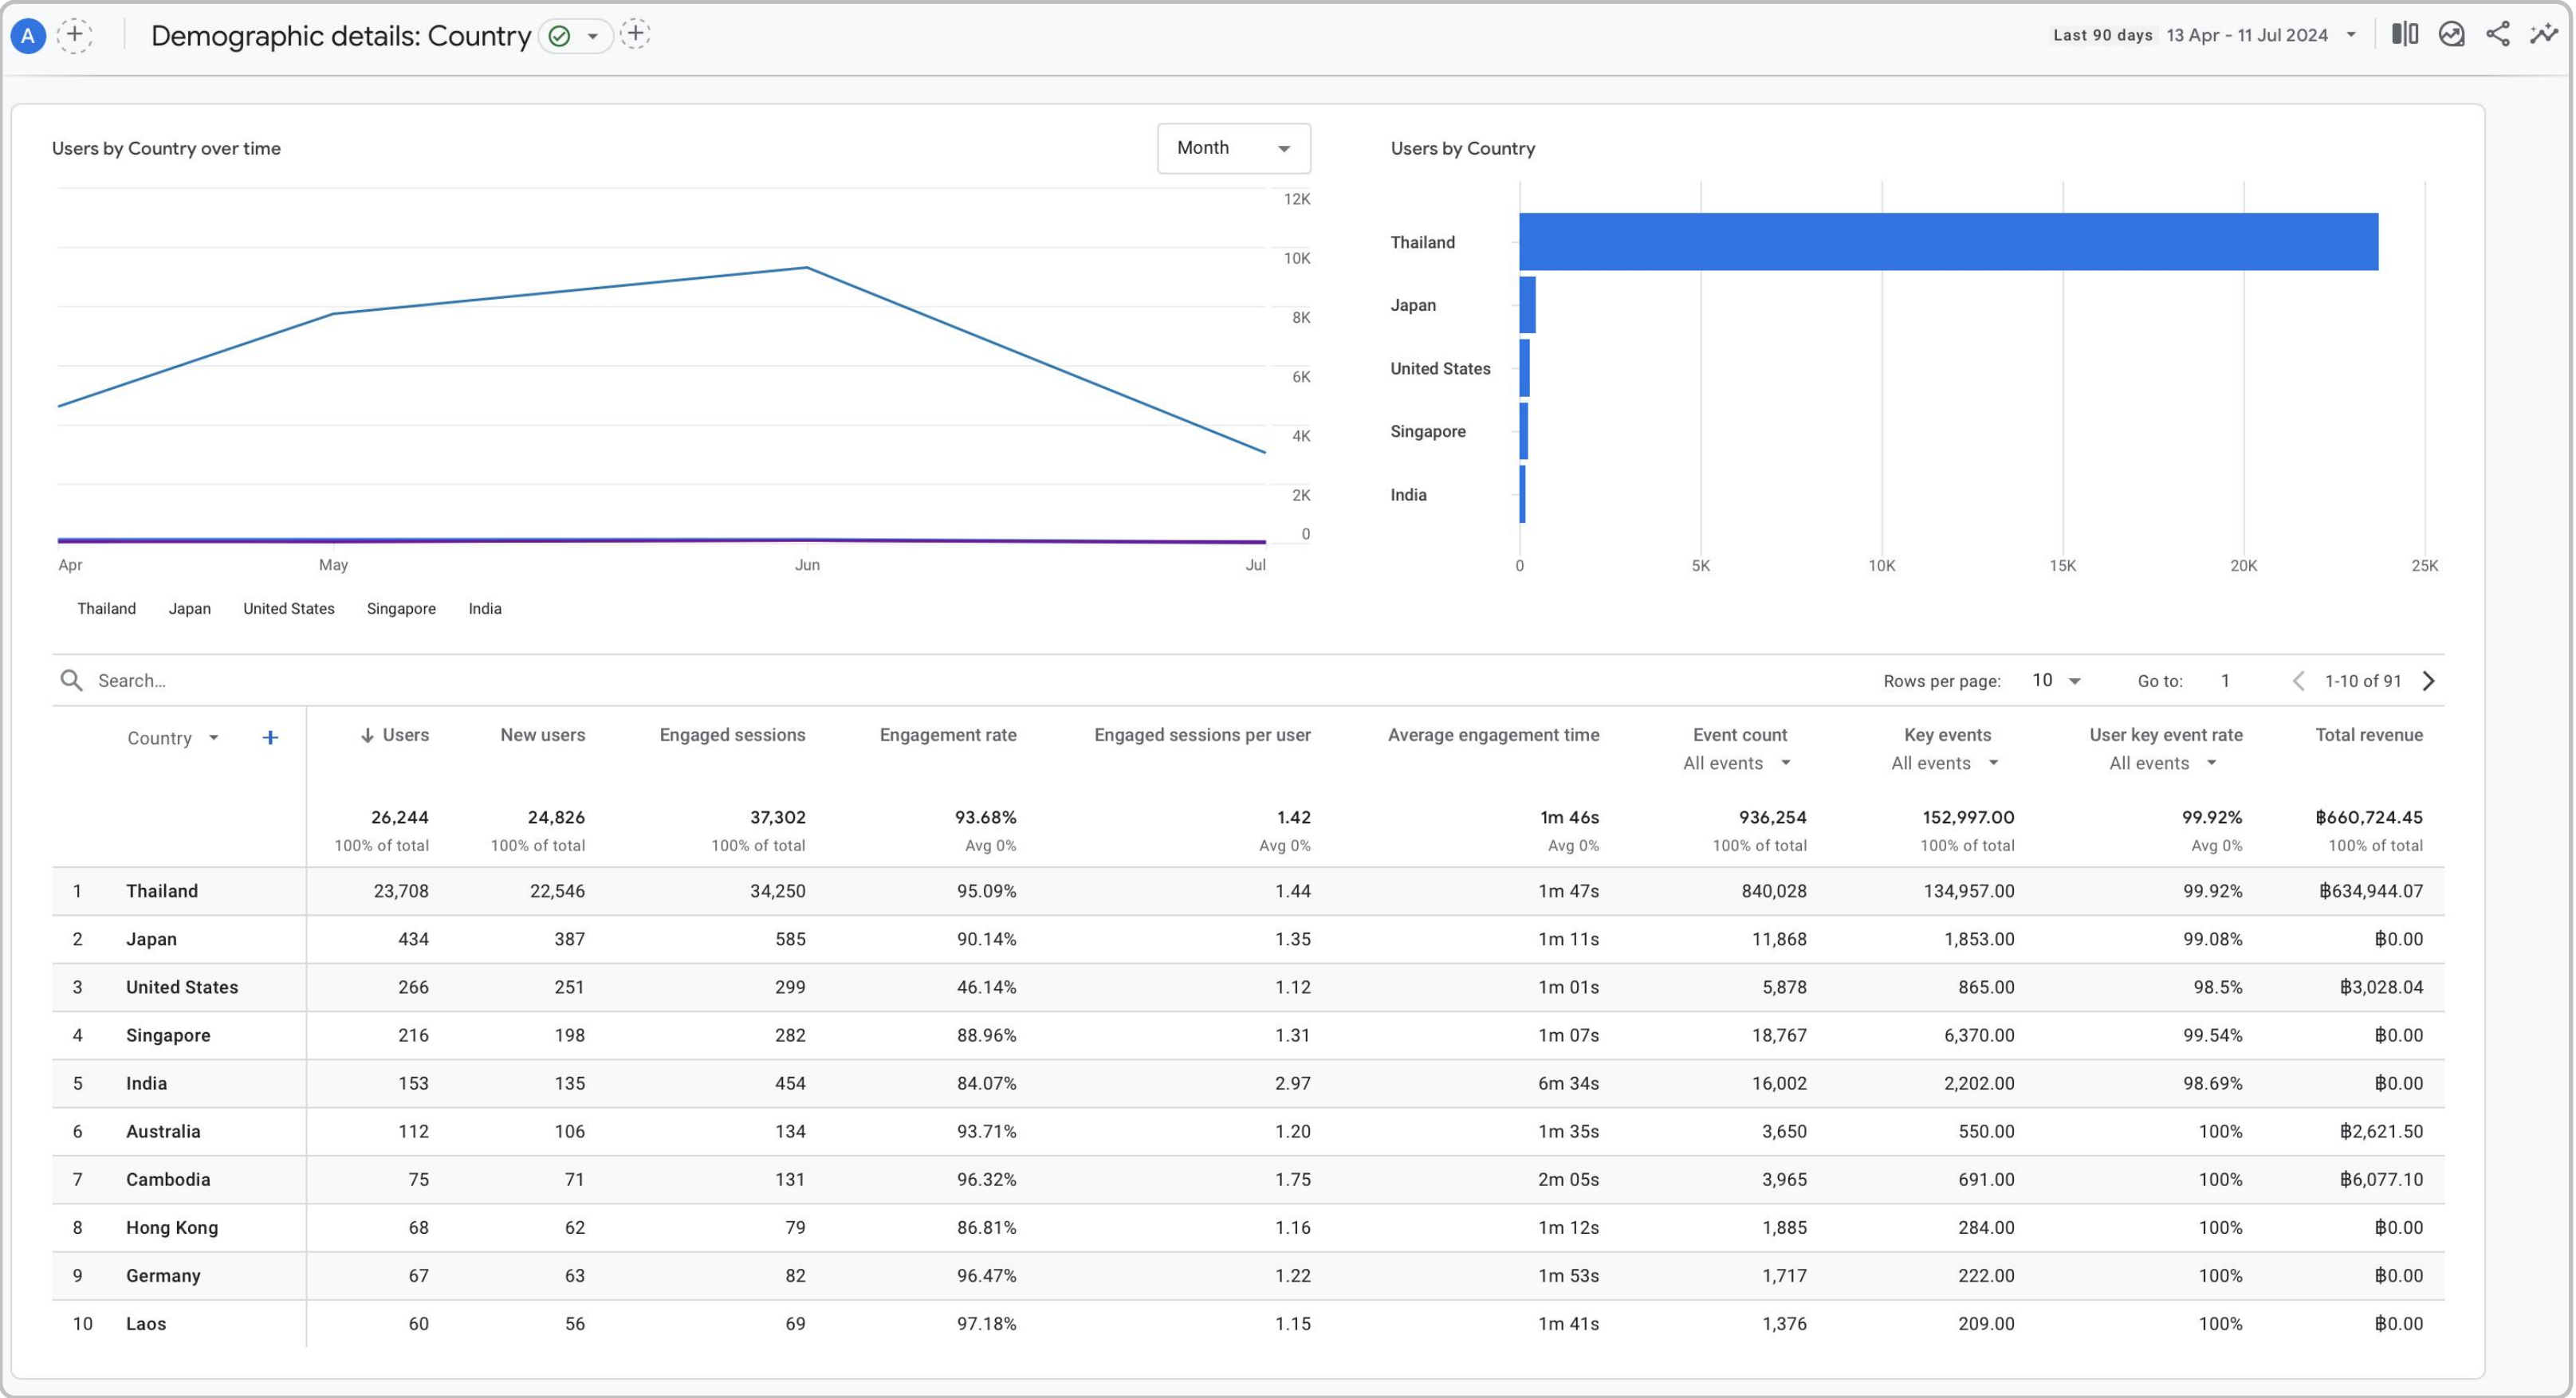 A
Demographic details: Country
Last 90 days 13 Apr - 11 Jul 2024
Users by Country over time
Month
12K
10K
8K
6K
4K
2K
0
Apr May Jun Jul
Thailand Japan United States Singapore India
Users by Country
Thailand
Japan
United States
Singapore
India
0 5K 10K 15K 20K 25K
Search...
Rows per page: 10 Go to: 1 1-10 of 91
Country + Users New users Engaged sessions Engagement rate Engaged sessions per user Average engagement time Event count Key events User key event rate Total revenue
All events All events All events
26,244 24,826 37,302 93.68% 1.42 1m 46s 936,254 152,997.00 99.92% ฿660,724.45
100% of total 100% of total 100% of total Avg 0% Avg 0% Avg 0% 100% of total 100% of total Avg 0% 100% of total
1 Thailand 23,708 22,546 34,250 95.09% 1.44 1m 47s 840,028 134,957.00 99.92% ฿634,944.07
2 Japan 434 387 585 90.14% 1.35 1m 11s 11,868 1,853.00 99.08% ฿0.00
3 United States 266 251 299 46.14% 1.12 1m 01s 5,878 865.00 98.5% ฿3,028.04
4 Singapore 216 198 282 88.96% 1.31 1m 07s 18,767 6,370.00 99.54% ฿0.00
5 India 153 135 454 84.07% 2.97 6m 34s 16,002 2,202.00 98.69% ฿0.00
6 Australia 112 106 134 93.71% 1.20 1m 35s 3,650 550.00 100% ฿2,621.50
7 Cambodia 75 71 131 96.32% 1.75 2m 05s 3,965 691.00 100% ฿6,077.10
8 Hong Kong 68 62 79 86.81% 1.16 1m 12s 1,885 284.00 100% ฿0.00
9 Germany 67 63 82 96.47% 1.22 1m 53s 1,717 222.00 100% ฿0.00
10 Laos 60 56 69 97.18% 1.15 1m 41s 1,376 209.00 100% ฿0.00